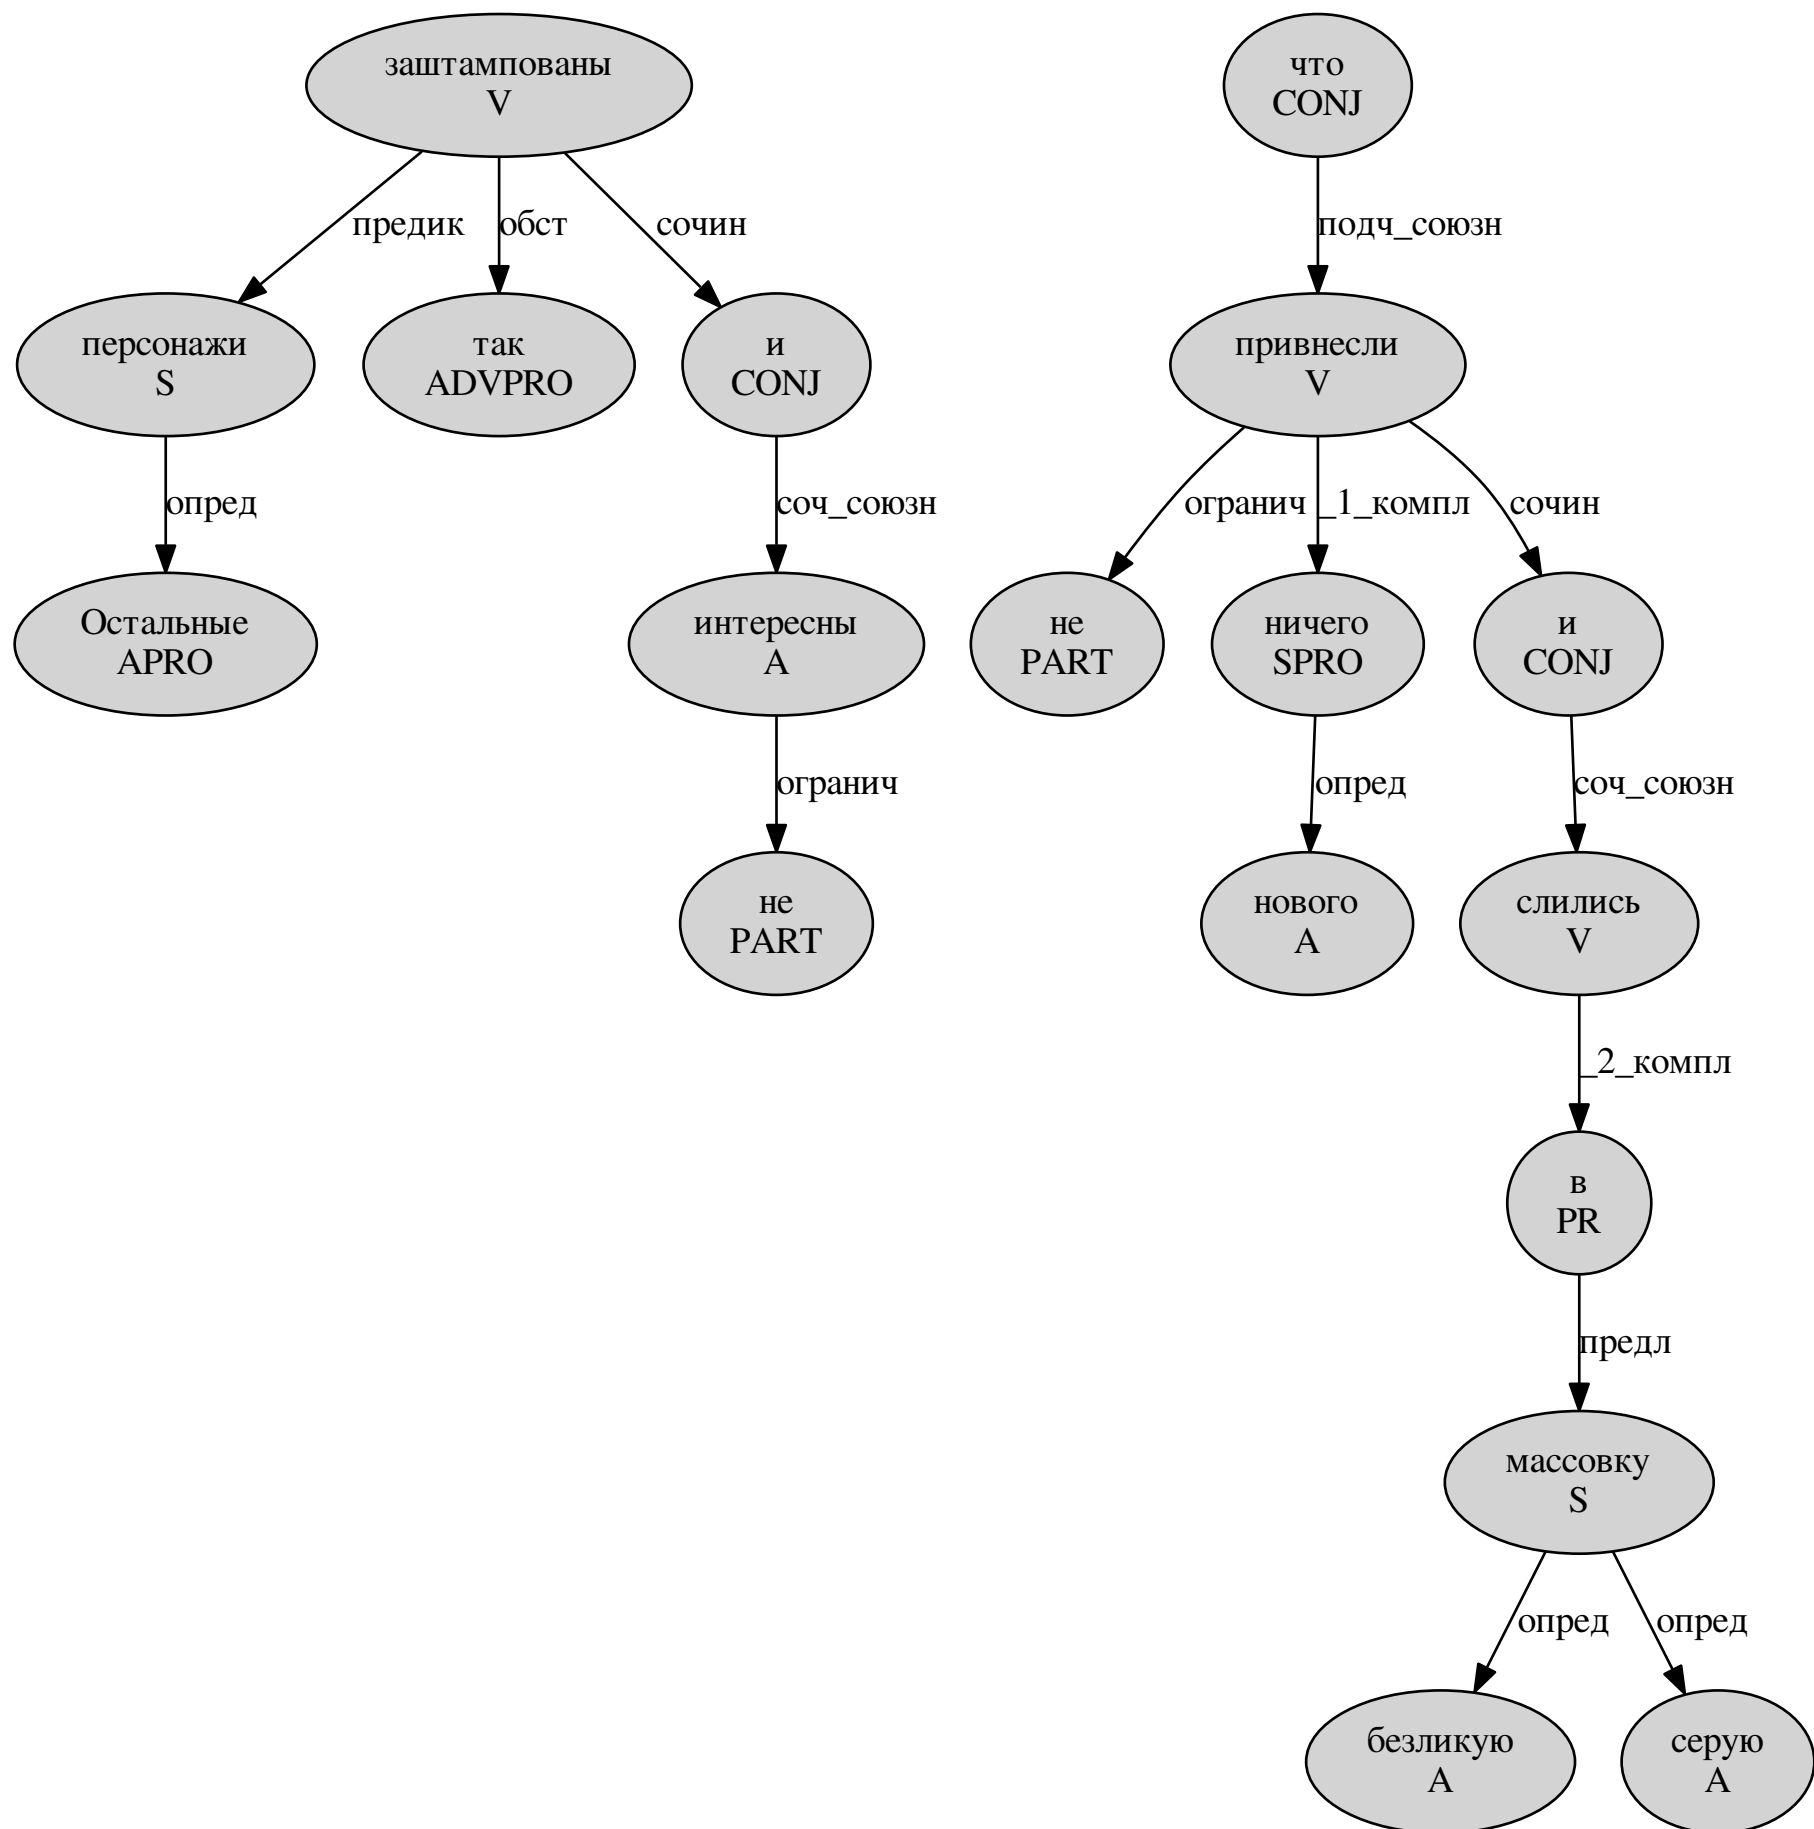 заштампованы
V
что
CONJ
предик
обст
сочин
подч_союзн
персонажи
S
так
ADVPRO
и
CONJ
привнесли
V
опред
соч_союзн
огранич
_1_компл
сочин
Остальные
APRO
интересны
A
не
PART
ничего
SPRO
и
CONJ
огранич
опред
соч_союзн
не
PART
нового
A
слились
V
_2_компл
в
PR
предл
массовку
S
опред
опред
безликую
A
серую
A